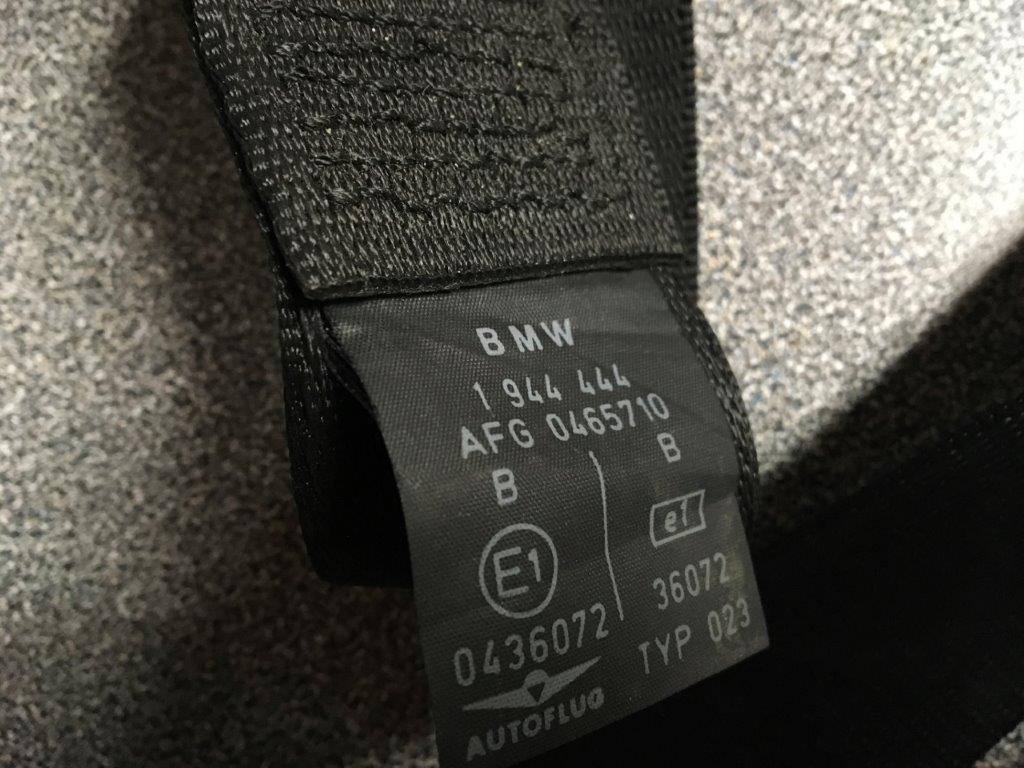 BMW
1 944 444
AFG 0465710
B B
E1 e1
0436072 36072
AUTOFLUG TYP 023